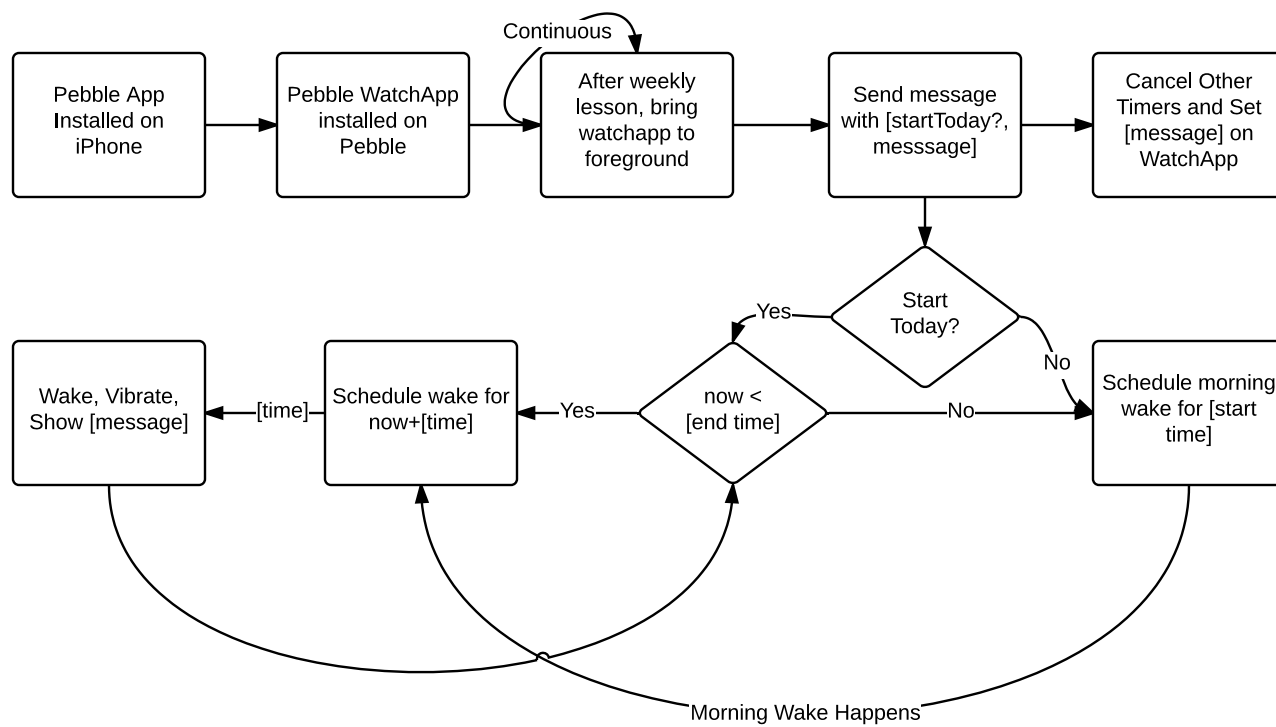 Continuous
Pebble App
Installed on
iPhone
Pebble WatchApp
installed on
Pebble
After weekly
lesson, bring
watchapp to
foreground
Send message
with [startToday?,
messsage]
Cancel Other
Timers and Set
[message] on
WatchApp
Start
Today?
Yes
No
Wake, Vibrate,
Show [message]
[time]
Schedule wake for
now+[time]
Yes
now <
[end time]
No
Schedule morning
wake for [start
time]
Morning Wake Happens